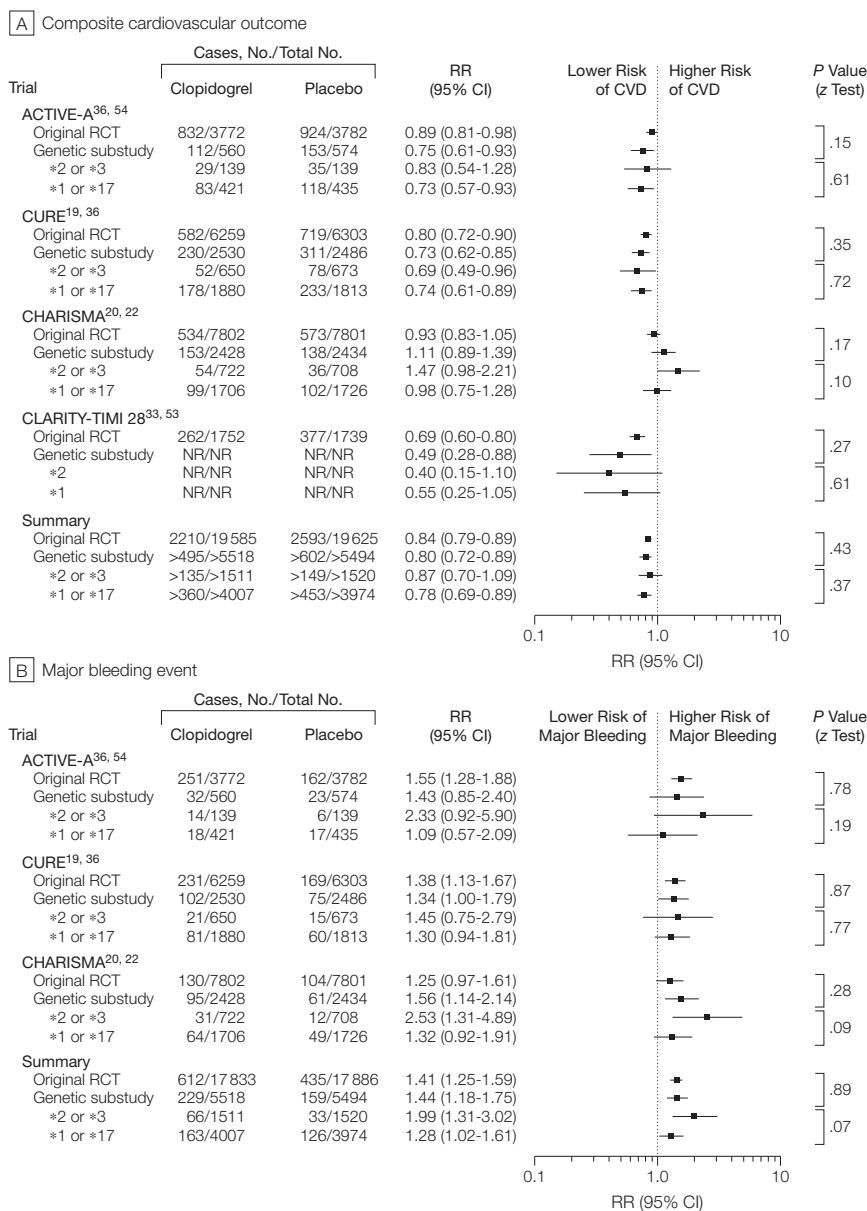 A Composite cardiovascular outcome
Cases, No./Total No.
Trial Clopidogrel Placebo RR (95% CI) Lower Risk of CVD Higher Risk of CVD P Value (z Test)
ACTIVE-A36, 54
Original RCT 832/3772 924/3782 0.89 (0.81-0.98)
.15
Genetic substudy 112/560 153/574 0.75 (0.61-0.93)
*2 or *3 29/139 35/139 0.83 (0.54-1.28)
.61
*1 or *17 83/421 118/435 0.73 (0.57-0.93)
CURE19, 36
Original RCT 582/6259 719/6303 0.80 (0.72-0.90)
.35
Genetic substudy 230/2530 311/2486 0.73 (0.62-0.85)
*2 or *3 52/650 78/673 0.69 (0.49-0.96)
.72
*1 or *17 178/1880 233/1813 0.74 (0.61-0.89)
CHARISMA20, 22
Original RCT 534/7802 573/7801 0.93 (0.83-1.05)
.17
Genetic substudy 153/2428 138/2434 1.11 (0.89-1.39)
*2 or *3 54/722 36/708 1.47 (0.98-2.21)
.10
*1 or *17 99/1706 102/1726 0.98 (0.75-1.28)
CLARITY-TIMI 2833, 53
Original RCT 262/1752 377/1739 0.69 (0.60-0.80)
.27
Genetic substudy NR/NR NR/NR 0.49 (0.28-0.88)
*2 NR/NR NR/NR 0.40 (0.15-1.10)
.61
*1 NR/NR NR/NR 0.55 (0.25-1.05)
Summary
Original RCT 2210/19 585 2593/19 625 0.84 (0.79-0.89)
.43
Genetic substudy >495/>5518 >602/>5494 0.80 (0.72-0.89)
*2 or *3 >135/>1511 >149/>1520 0.87 (0.70-1.09)
.37
*1 or *17 >360/>4007 >453/>3974 0.78 (0.69-0.89)
0.1 1.0 10
RR (95% CI)
B Major bleeding event
Cases, No./Total No.
Trial Clopidogrel Placebo RR (95% CI) Lower Risk of Major Bleeding Higher Risk of Major Bleeding P Value (z Test)
ACTIVE-A36, 54
Original RCT 251/3772 162/3782 1.55 (1.28-1.88)
.78
Genetic substudy 32/560 23/574 1.43 (0.85-2.40)
*2 or *3 14/139 6/139 2.33 (0.92-5.90)
.19
*1 or *17 18/421 17/435 1.09 (0.57-2.09)
CURE19, 36
Original RCT 231/6259 169/6303 1.38 (1.13-1.67)
.87
Genetic substudy 102/2530 75/2486 1.34 (1.00-1.79)
*2 or *3 21/650 15/673 1.45 (0.75-2.79)
.77
*1 or *17 81/1880 60/1813 1.30 (0.94-1.81)
CHARISMA20, 22
Original RCT 130/7802 104/7801 1.25 (0.97-1.61)
.28
Genetic substudy 95/2428 61/2434 1.56 (1.14-2.14)
*2 or *3 31/722 12/708 2.53 (1.31-4.89)
.09
*1 or *17 64/1706 49/1726 1.32 (0.92-1.91)
Summary
Original RCT 612/17 833 435/17 886 1.41 (1.25-1.59)
.89
Genetic substudy 229/5518 159/5494 1.44 (1.18-1.75)
*2 or *3 66/1511 33/1520 1.99 (1.31-3.02)
.07
*1 or *17 163/4007 126/3974 1.28 (1.02-1.61)
0.1 1.0 10
RR (95% CI)